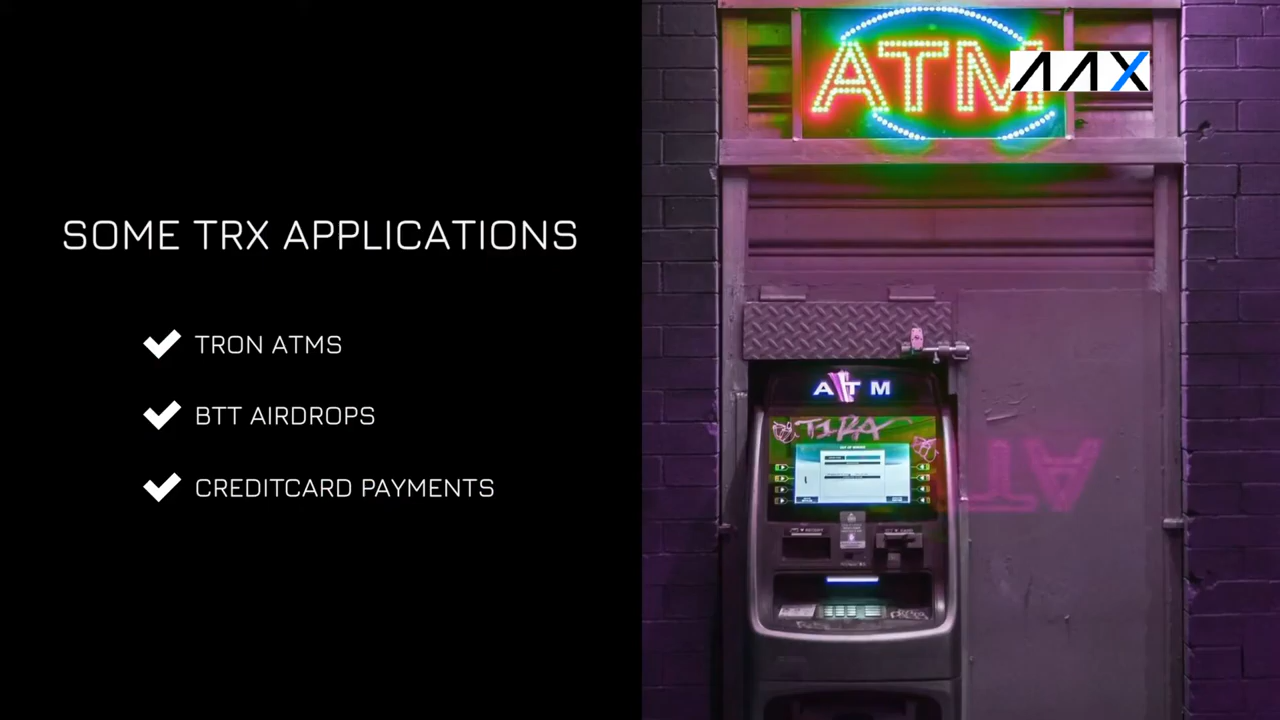 SOME TRX APPLICATIONS
TRON ATMS
BTT AIRDROPS
CREDITCARD PAYMENTS
ATM
AAX
ATM